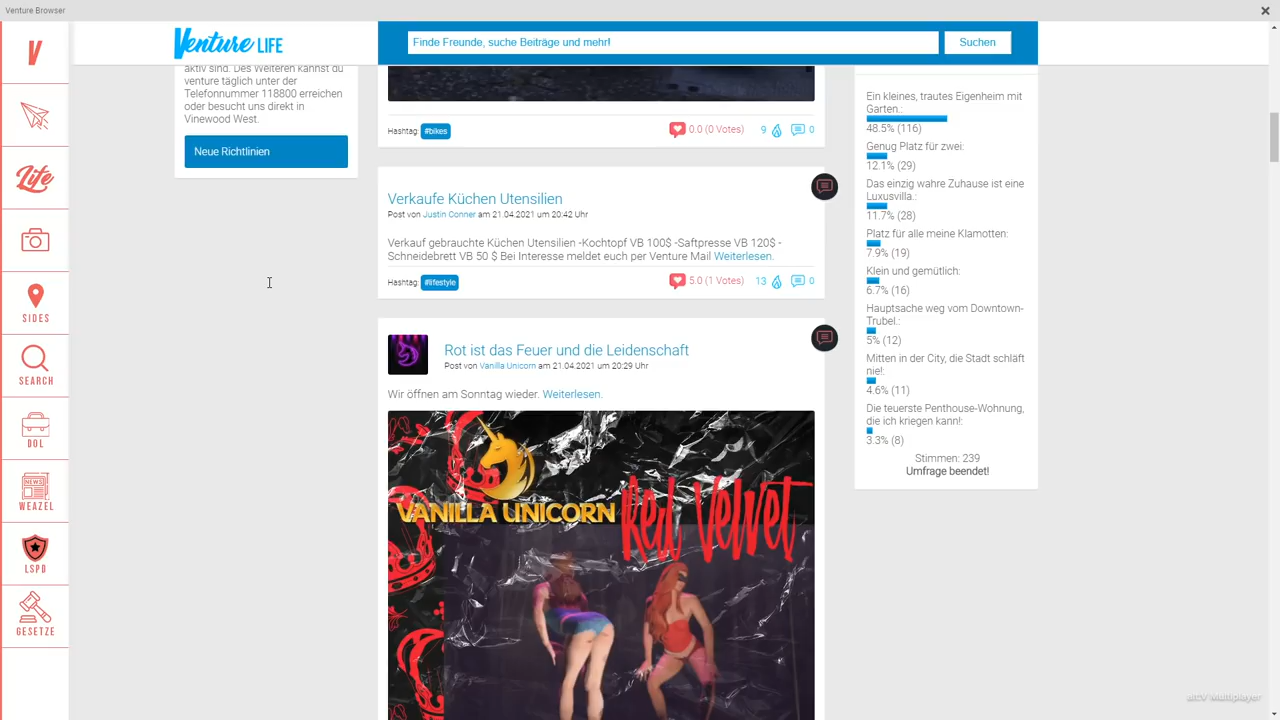 Venture Browser
V
SIDES
SEARCH
DOL
NEWS
WEAZEL
LSPD
GESETZE
Life
Venture LIFE
Finde Freunde, suche Beiträge und mehr!
Suchen
aktiv sind. Des Weiteren kannst du
venture täglich unter der
Telefonnummer 118800 erreichen
oder besucht uns direkt in
Vinewood West.
Neue Richtlinien
Hashtag: #bikes
0.0 (0 Votes) 9 0
Verkaufe Küchen Utensilien
Post von Justin Conner am 21.04.2021 um 20:42 Uhr
Verkauf gebrauchte Küchen Utensilien -Kochtopf VB 100$ -Saftpresse VB 120$ -
Schneidebrett VB 50 $ Bei Interesse meldet euch per Venture Mail Weiterlesen.
Hashtag: #lifestyle
5.0 (1 Votes) 13 0
Rot ist das Feuer und die Leidenschaft
Post von Vanilla Unicorn am 21.04.2021 um 20:29 Uhr
Wir öffnen am Sonntag wieder. Weiterlesen.
VANILLA UNICORN Red Velvet
Ein kleines, trautes Eigenheim mit
Garten.:
48.5% (116)
Genug Platz für zwei:
12.1% (29)
Das einzig wahre Zuhause ist eine
Luxusvilla.:
11.7% (28)
Platz für alle meine Klamotten:
7.9% (19)
Klein und gemütlich:
6.7% (16)
Hauptsache weg vom Downtown-
Trubel.:
5% (12)
Mitten in der City, die Stadt schläft
nie!:
4.6% (11)
Die teuerste Penthouse-Wohnung,
die ich kriegen kann!:
3.3% (8)
Stimmen: 239
Umfrage beendet!
alt:V Multiplayer